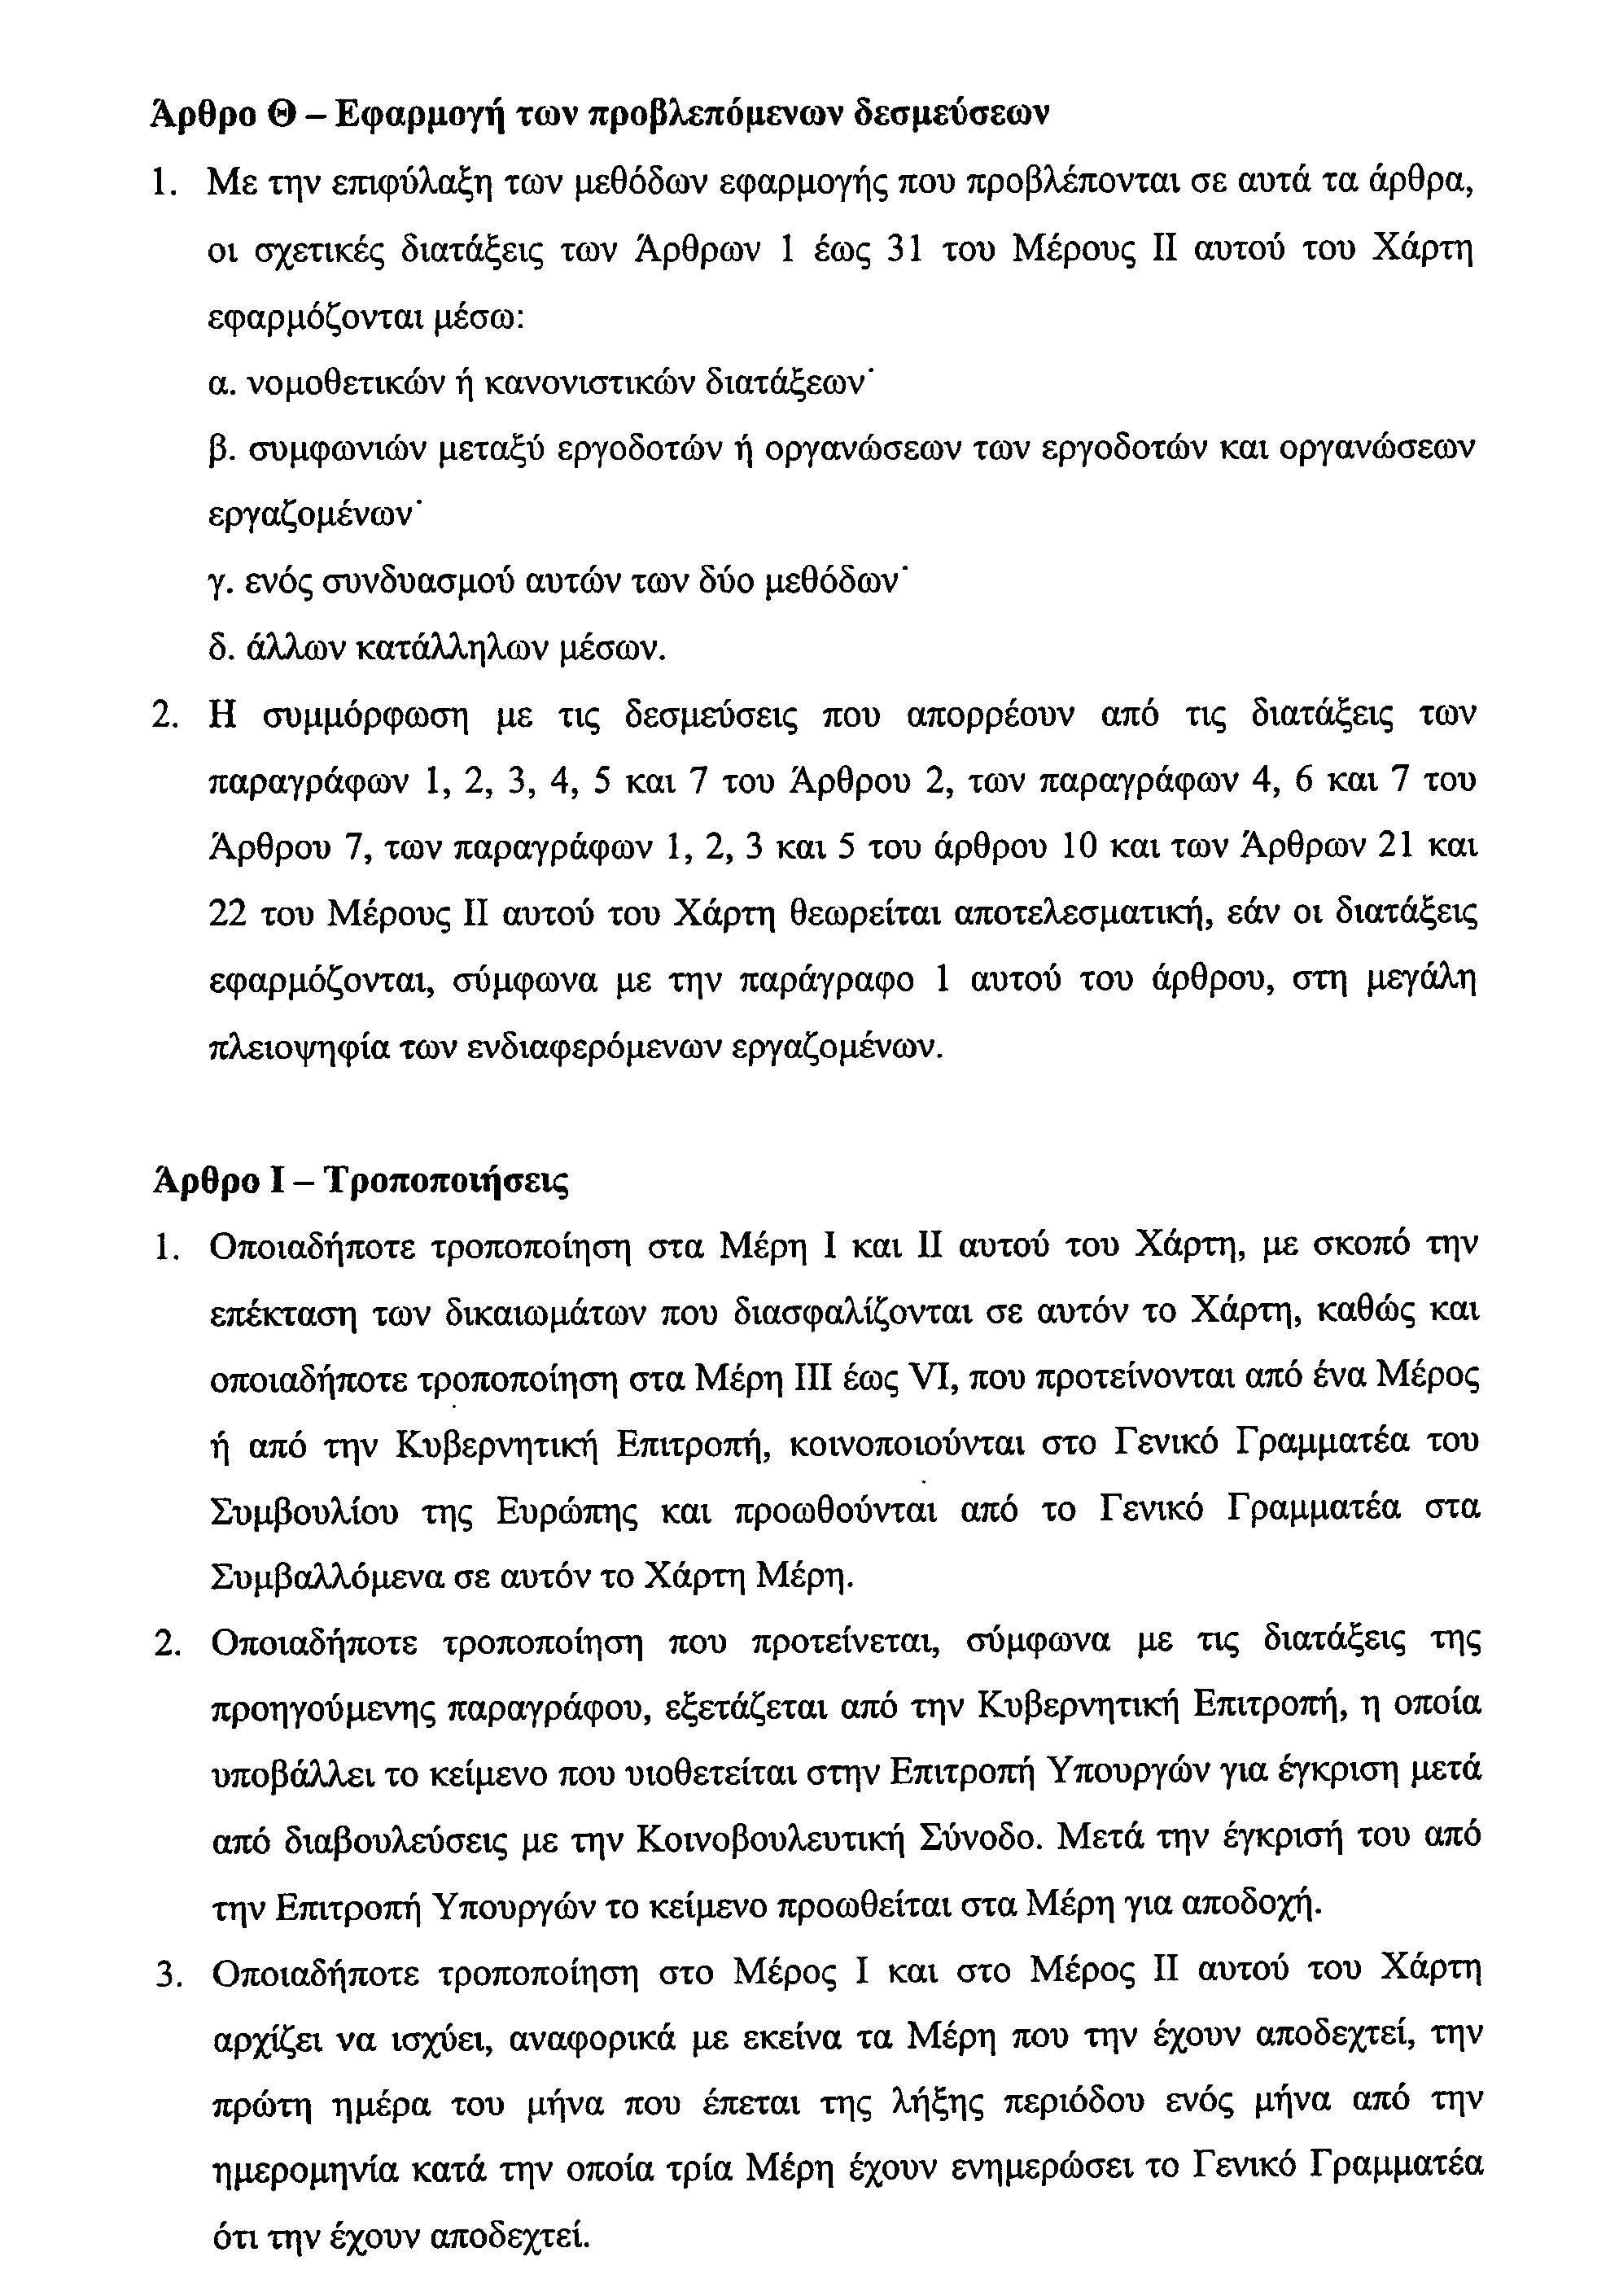 Άρθρο Θ – Εφαρμογή των προβλεπόμενων δεσμεύσεων
1. Με την επιφύλαξη των μεθόδων εφαρμογής που προβλέπονται σε αυτά τα άρθρα,
οι σχετικές διατάξεις των Άρθρων 1 έως 31 του Μέρους ΙΙ αυτού του Χάρτη
εφαρμόζονται μέσω:
α. νομοθετικών ή κανονιστικών διατάξεων˙
β. συμφωνιών μεταξύ εργοδοτών ή οργανώσεων των εργοδοτών και οργανώσεων
εργαζομένων˙
γ. ενός συνδυασμού αυτών των δύο μεθόδων˙
δ. άλλων κατάλληλων μέσων.
2. Η συμμόρφωση με τις δεσμεύσεις που απορρέουν από τις διατάξεις των
παραγράφων 1, 2, 3, 4, 5 και 7 του Άρθρου 2, των παραγράφων 4, 6 και 7 του
Άρθρου 7, των παραγράφων 1, 2, 3 και 5 του άρθρου 10 και των Άρθρων 21 και
22 του Μέρους ΙΙ αυτού του Χάρτη θεωρείται αποτελεσματική, εάν οι διατάξεις
εφαρμόζονται, σύμφωνα με την παράγραφο 1 αυτού του άρθρου, στη μεγάλη
πλειοψηφία των ενδιαφερόμενων εργαζομένων.
Άρθρο Ι – Τροποποιήσεις
1. Οποιαδήποτε τροποποίηση στα Μέρη Ι και ΙΙ αυτού του Χάρτη, με σκοπό την
επέκταση των δικαιωμάτων που διασφαλίζονται σε αυτόν το Χάρτη, καθώς και
οποιαδήποτε τροποποίηση στα Μέρη ΙΙΙ έως VI, που προτείνονται από ένα Μέρος
ή από την Κυβερνητική Επιτροπή, κοινοποιούνται στο Γενικό Γραμματέα του
Συμβουλίου της Ευρώπης και προωθούνται από το Γενικό Γραμματέα στα
Συμβαλλόμενα σε αυτόν το Χάρτη Μέρη.
2. Οποιαδήποτε τροποποίηση που προτείνεται, σύμφωνα με τις διατάξεις της
προηγούμενης παραγράφου, εξετάζεται από την Κυβερνητική Επιτροπή, η οποία
υποβάλλει το κείμενο που υιοθετείται στην Επιτροπή Υπουργών για έγκριση μετά
από διαβουλεύσεις με την Κοινοβουλευτική Σύνοδο. Μετά την έγκρισή του από
την Επιτροπή Υπουργών το κείμενο προωθείται στα Μέρη για αποδοχή.
3. Οποιαδήποτε τροποποίηση στο Μέρος Ι και στο Μέρος ΙΙ αυτού του Χάρτη
αρχίζει να ισχύει, αναφορικά με εκείνα τα Μέρη που την έχουν αποδεχτεί, την
πρώτη ημέρα του μήνα που έπεται της λήξης περιόδου ενός μήνα από την
ημερομηνία κατά την οποία τρία Μέρη έχουν ενημερώσει το Γενικό Γραμματέα
ότι την έχουν αποδεχτεί.